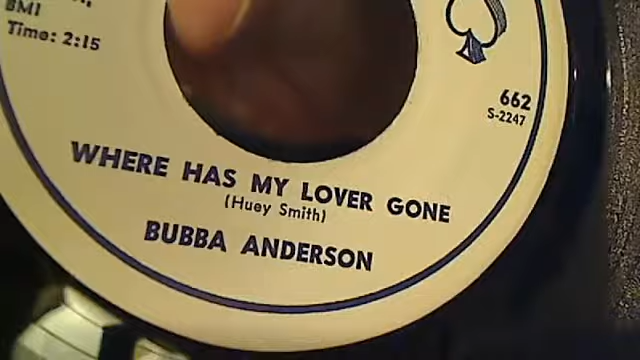 BMI
Time: 2:15
662
S-2247
WHERE HAS MY LOVER GONE
(Huey Smith)
BUBBA ANDERSON